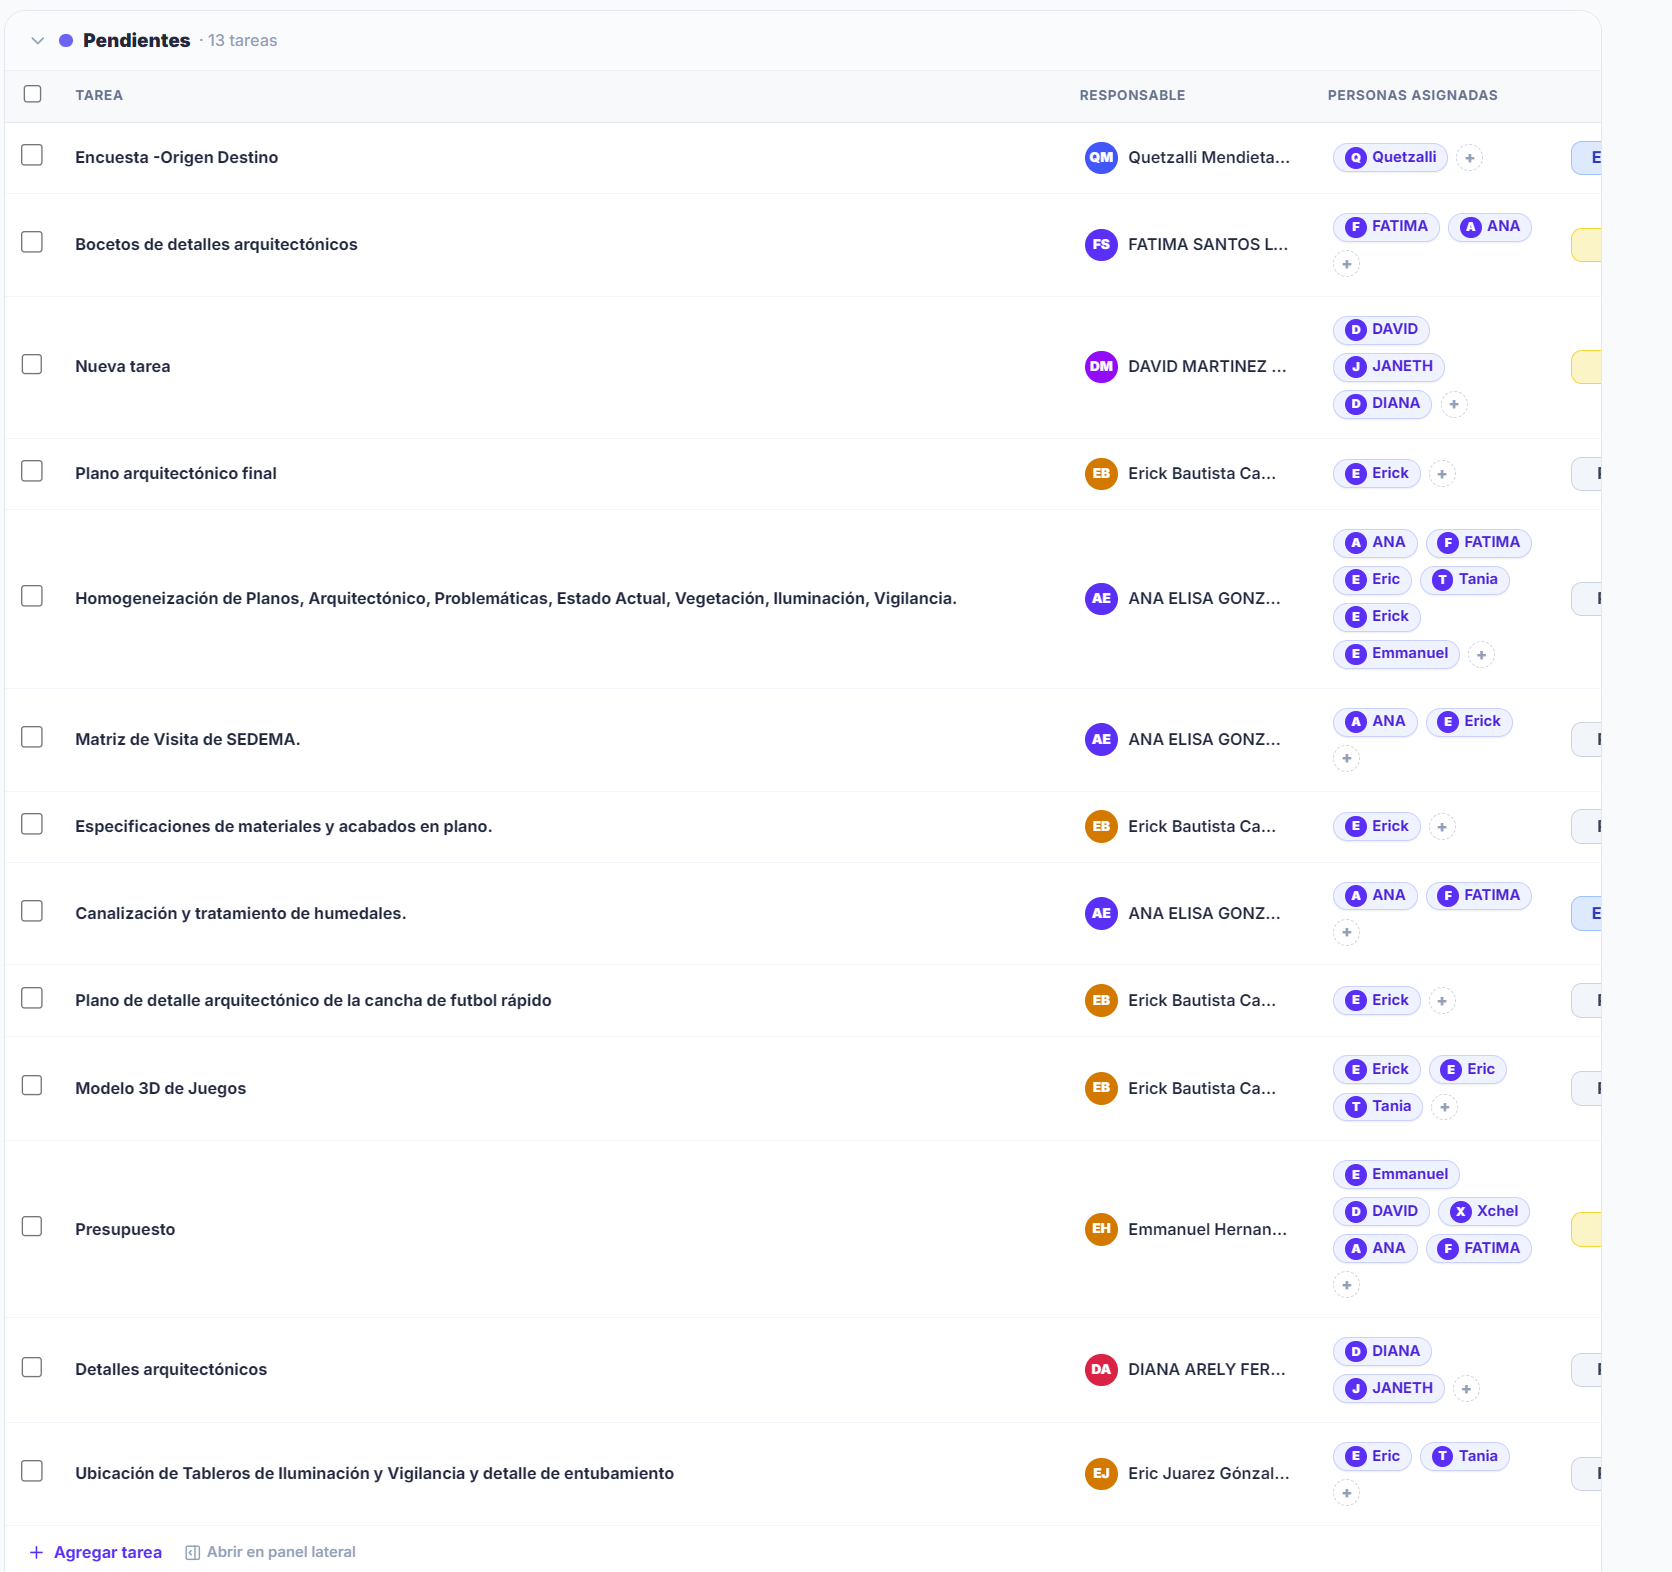 Pendientes · 13 tareas
TAREA RESPONSABLE PERSONAS ASIGNADAS
Encuesta -Origen Destino QM Quetzalli Mendieta... Q Quetzalli + E
Bocetos de detalles arquitectónicos FS FATIMA SANTOS L... F FATIMA A ANA
+
Nueva tarea DM DAVID MARTINEZ ... D DAVID
J JANETH
D DIANA +
Plano arquitectónico final EB Erick Bautista Ca... E Erick +
Homogeneización de Planos, Arquitectónico, Problemáticas, Estado Actual, Vegetación, Iluminación, Vigilancia. AE ANA ELISA GONZ... A ANA F FATIMA
E Eric T Tania
E Erick
E Emmanuel +
Matriz de Visita de SEDEMA. AE ANA ELISA GONZ... A ANA E Erick
+
Especificaciones de materiales y acabados en plano. EB Erick Bautista Ca... E Erick +
Canalización y tratamiento de humedales. AE ANA ELISA GONZ... A ANA F FATIMA E
+
Plano de detalle arquitectónico de la cancha de futbol rápido EB Erick Bautista Ca... E Erick +
Modelo 3D de Juegos EB Erick Bautista Ca... E Erick E Eric
T Tania +
Presupuesto EH Emmanuel Hernan... E Emmanuel
D DAVID X Xchel
A ANA F FATIMA
+
Detalles arquitectónicos DA DIANA ARELY FER... D DIANA
J JANETH +
Ubicación de Tableros de Iluminación y Vigilancia y detalle de entubamiento EJ Eric Juarez Gónzal... E Eric T Tania
+
+ Agregar tarea Abrir en panel lateral